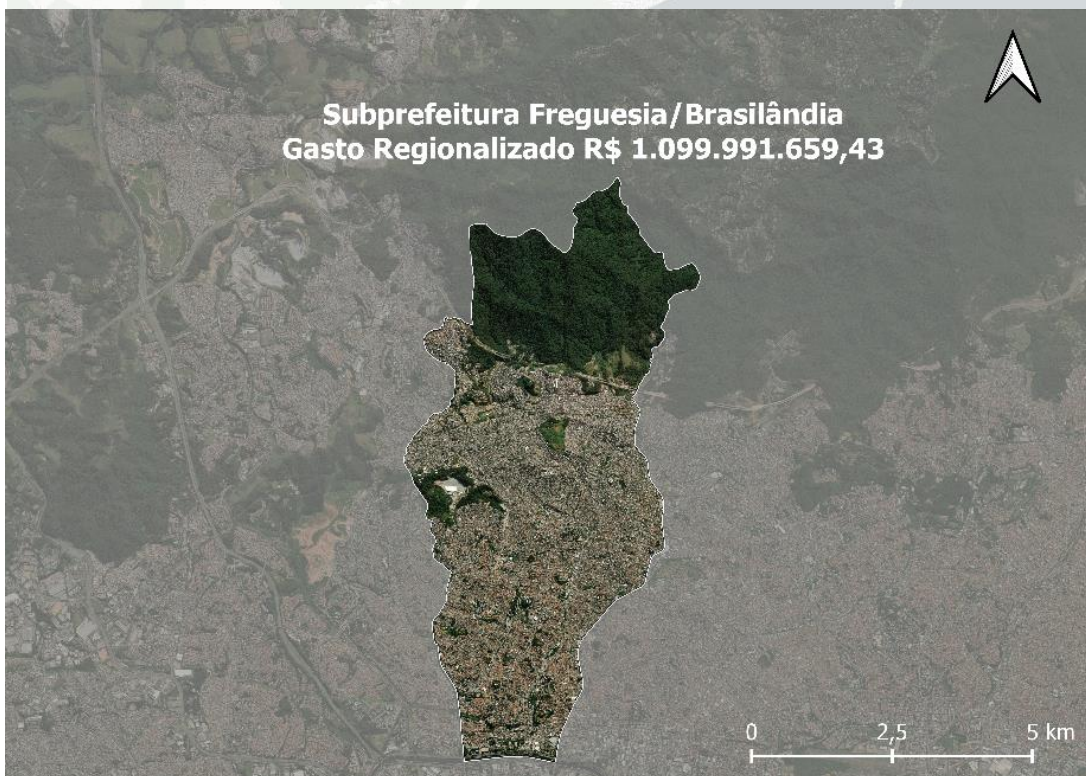 Subprefeitura Freguesia/Brasilândia
Gasto Regionalizado R$ 1.099.991.659,43
0 2,5 5 km